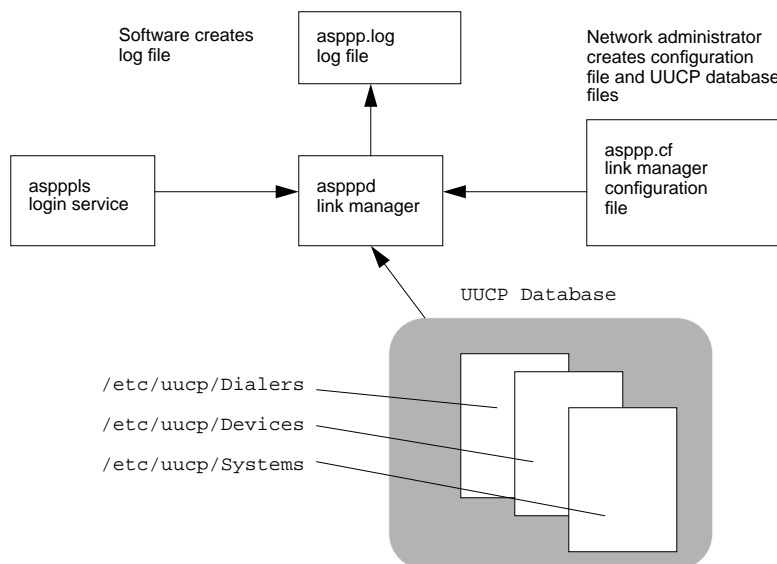 Software creates
log file
asppp.log
log file
Network administrator
creates configuration
file and UUCP database
files
aspppls
login service
aspppd
link manager
asppp.cf
link manager
configuration
file
UUCP Database
/etc/uucp/Dialers
/etc/uucp/Devices
/etc/uucp/Systems